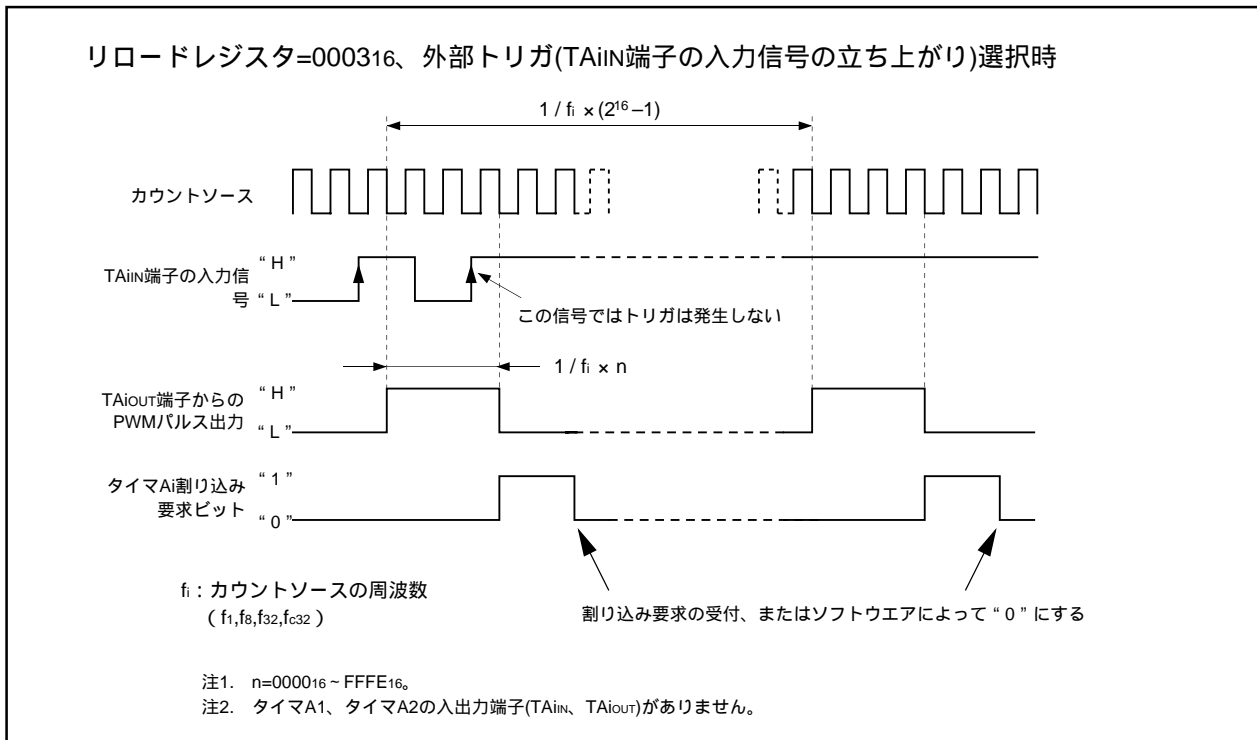 リロードレジスタ=000316、外部トリガ(TAiIN端子の入力信号の立ち上がり)選択時
1 / fi × (2^16–1)
カウントソース
TAiIN端子の入力信
号
“ H ”
“ L ”
この信号ではトリガは発生しない
1 / fi × n
TAiOUT端子からの
PWMパルス出力
“ H ”
“ L ”
タイマAi割り込み
要求ビット
“ 1 ”
“ 0 ”
fi : カウントソースの周波数
( f1,f8,f32,fC32 )
割り込み要求の受付、またはソフトウエアによって “ 0 ” にする
注1. n=000016 ~ FFFE16。
注2. タイマA1、タイマA2の入出力端子(TAiIN、TAiOUT)がありません。